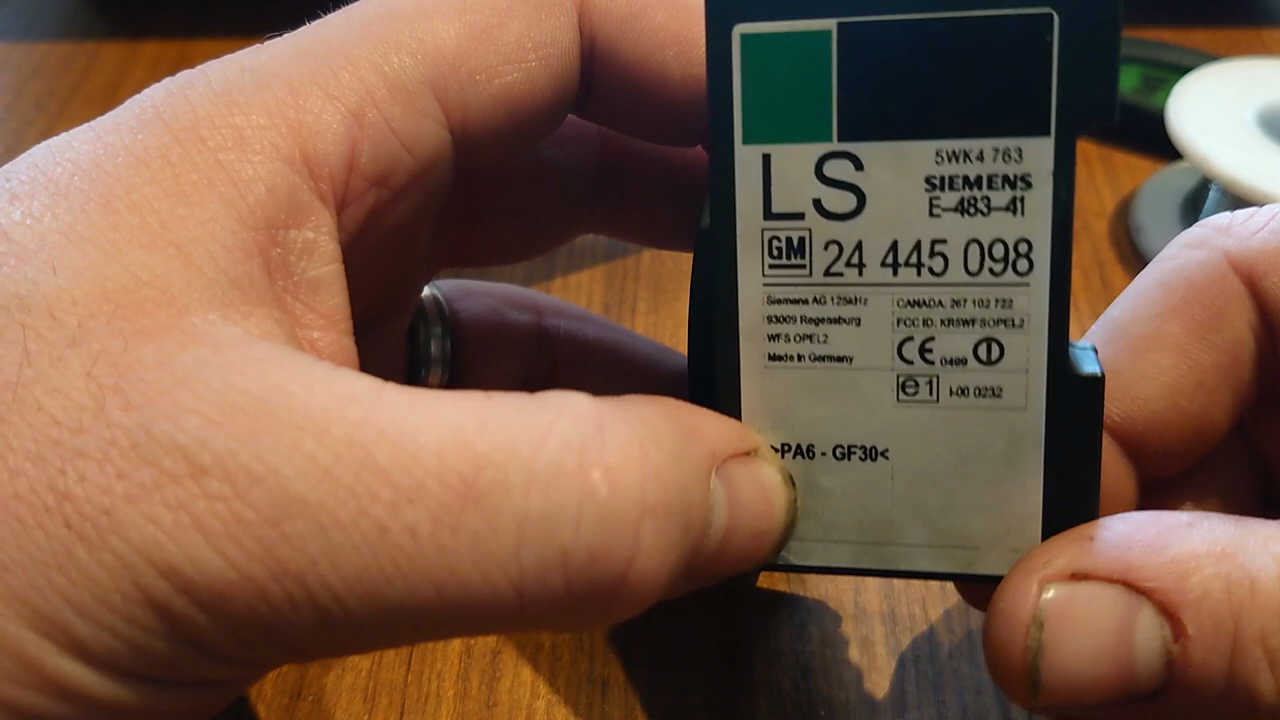 LS
5WK4 763
SIEMENS
E-483-41
GM 24 445 098
Siemens AG 125kHz
93009 Regensburg
WFS OPEL2
Made in Germany
CANADA: 267 102 722
FCC ID: KR5WFSOPEL2
CE 0499
e1 I-00 0232
>PA6 - GF30<